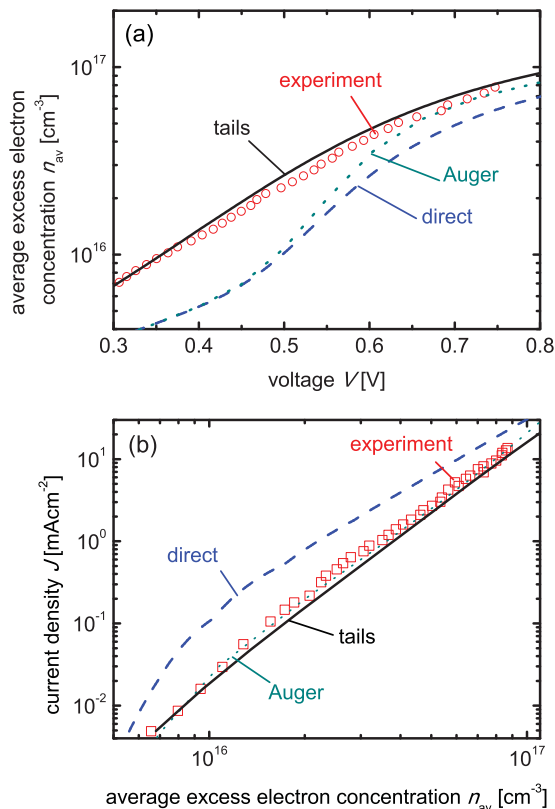 (a)
10^17
10^16
average excess electron
concentration n_av [cm^-3]
experiment
tails
Auger
direct
0.3 0.4 0.5 0.6 0.7 0.8
voltage V [V]
(b)
10^1
10^0
10^-1
10^-2
current density J [mAcm^-2]
experiment
direct
tails
Auger
10^16 10^17
average excess electron concentration n_av [cm^-3]